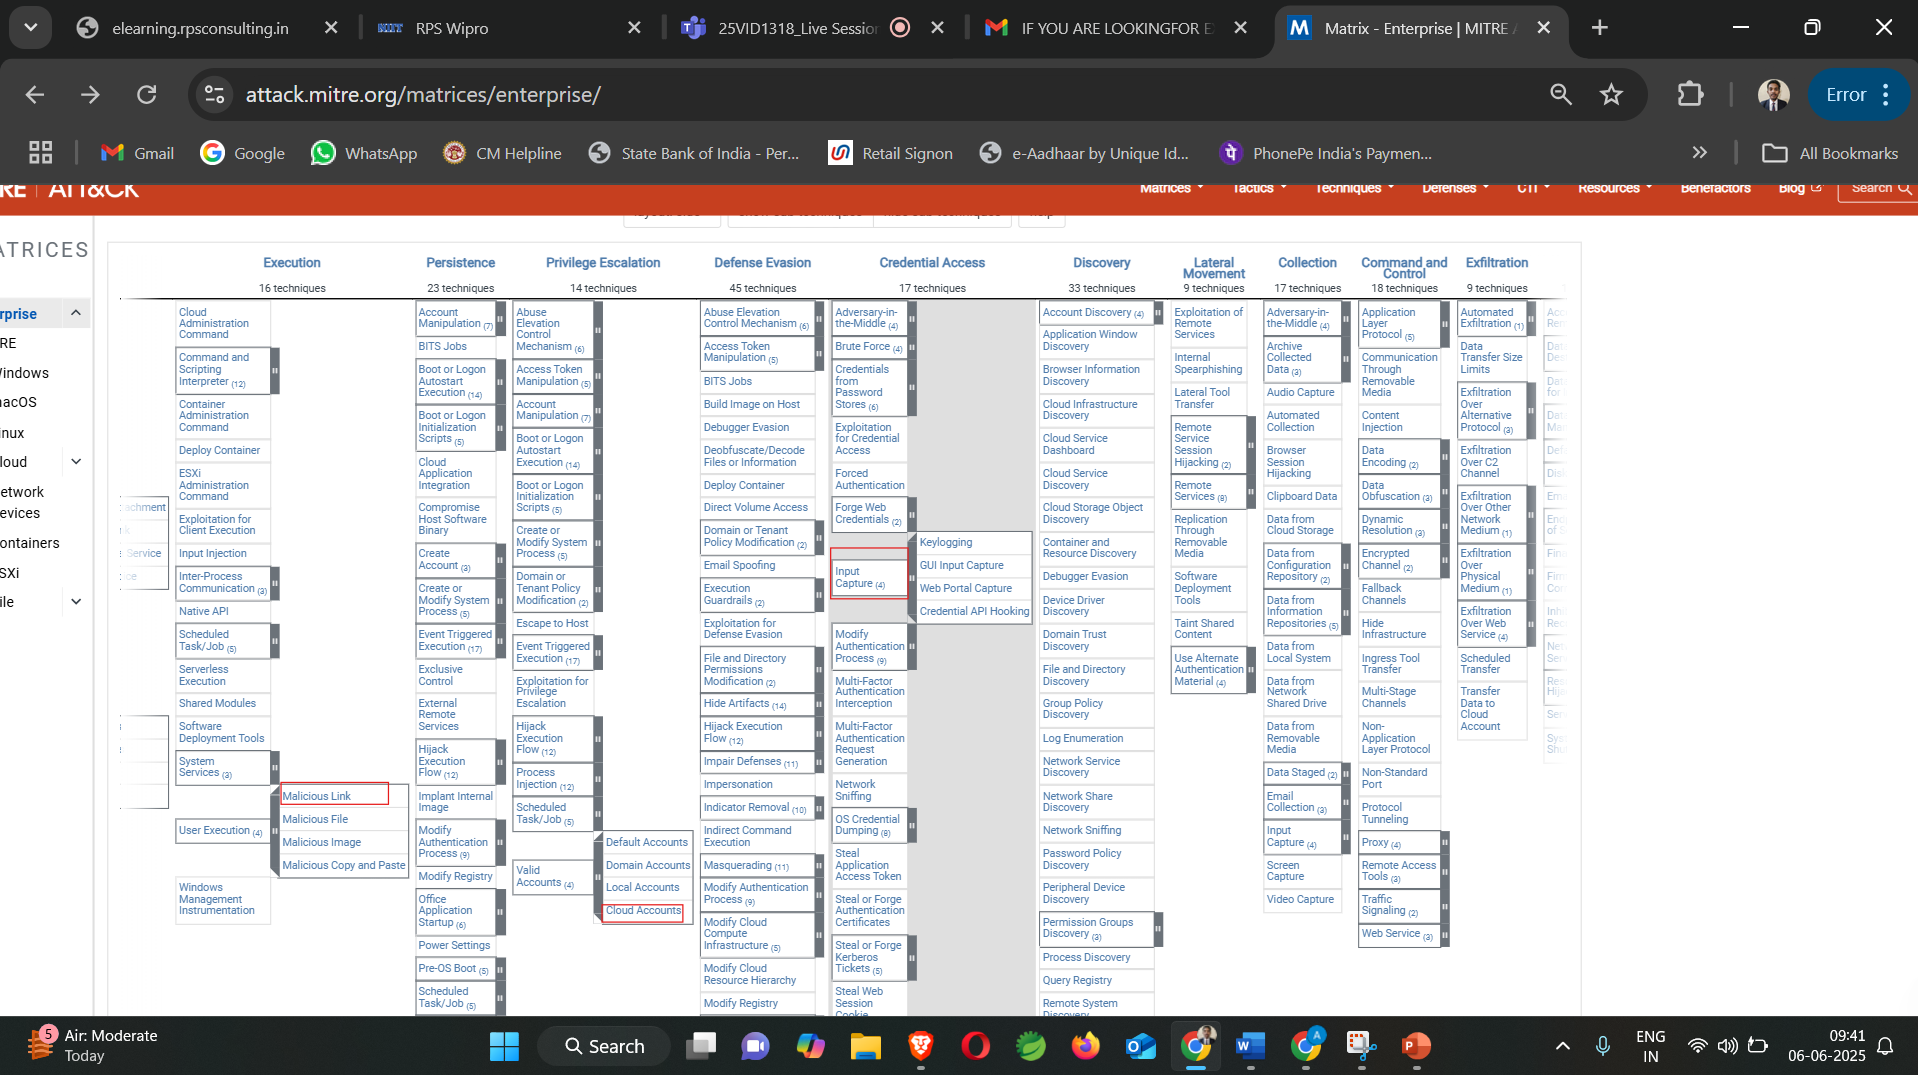 elearning.rpsconsulting.in
RPS Wipro
25VID1318_Live Session
IF YOU ARE LOOKINGFOR E
Matrix - Enterprise | MITRE
attack.mitre.org/matrices/enterprise/
Error
Gmail
Google
WhatsApp
CM Helpline
State Bank of India - Per...
Retail Signon
e-Aadhaar by Unique Id...
PhonePe India's Paymen...
All Bookmarks
ATT&CK
Matrices
Tactics
Techniques
Defenses
CTI
Resources
Benefactors
Blog
Search
Execution
16 techniques
Cloud
Administration
Command
Command and
Scripting
Interpreter (12)
Container
Administration
Command
Deploy Container
ESXi
Administration
Command
Exploitation for
Client Execution
Input Injection
Inter-Process
Communication (3)
Native API
Scheduled
Task/Job (5)
Serverless
Execution
Shared Modules
Software
Deployment Tools
System
Services (3)
User Execution (4)
Malicious Link
Malicious File
Malicious Image
Malicious Copy and Paste
Windows
Management
Instrumentation
Persistence
23 techniques
Account
Manipulation (7)
BITS Jobs
Boot or Logon
Autostart
Execution (14)
Boot or Logon
Initialization
Scripts (5)
Cloud
Application
Integration
Compromise
Host Software
Binary
Create
Account (3)
Create or
Modify System
Process (5)
Event Triggered
Execution (17)
Exclusive
Control
External
Remote
Services
Hijack
Execution
Flow (12)
Implant Internal
Image
Modify
Authentication
Process (9)
Modify Registry
Office
Application
Startup (6)
Power Settings
Pre-OS Boot (5)
Scheduled
Task/Job (5)
Privilege Escalation
14 techniques
Abuse
Elevation
Control
Mechanism (6)
Access Token
Manipulation (5)
Account
Manipulation (7)
Boot or Logon
Autostart
Execution (14)
Boot or Logon
Initialization
Scripts (5)
Create or
Modify System
Process (5)
Domain or
Tenant Policy
Modification (2)
Escape to Host
Event Triggered
Execution (17)
Exploitation for
Privilege
Escalation
Hijack
Execution
Flow (12)
Process
Injection (12)
Scheduled
Task/Job (5)
Valid
Accounts (4)
Default Accounts
Domain Accounts
Local Accounts
Cloud Accounts
Defense Evasion
45 techniques
Abuse Elevation
Control Mechanism (6)
Access Token
Manipulation (5)
BITS Jobs
Build Image on Host
Debugger Evasion
Deobfuscate/Decode
Files or Information
Deploy Container
Direct Volume Access
Domain or Tenant
Policy Modification (2)
Email Spoofing
Execution
Guardrails (2)
Exploitation for
Defense Evasion
File and Directory
Permissions
Modification (2)
Hide Artifacts (14)
Hijack Execution
Flow (12)
Impair Defenses (11)
Impersonation
Indicator Removal (10)
Indirect Command
Execution
Masquerading (11)
Modify Authentication
Process (9)
Modify Cloud
Compute
Infrastructure (5)
Modify Cloud
Resource Hierarchy
Modify Registry
Credential Access
17 techniques
Adversary-in-
the-Middle (4)
Brute Force (4)
Credentials
from
Password
Stores (6)
Exploitation
for Credential
Access
Forced
Authentication
Forge Web
Credentials (2)
Input
Capture (4)
Keylogging
GUI Input Capture
Web Portal Capture
Credential API Hooking
Modify
Authentication
Process (9)
Multi-Factor
Authentication
Interception
Multi-Factor
Authentication
Request
Generation
Network
Sniffing
OS Credential
Dumping (8)
Steal
Application
Access Token
Steal or Forge
Authentication
Certificates
Steal or Forge
Kerberos
Tickets (5)
Steal Web
Session
Cookie
Discovery
33 techniques
Account Discovery (4)
Application Window
Discovery
Browser Information
Discovery
Cloud Infrastructure
Discovery
Cloud Service
Dashboard
Cloud Service
Discovery
Cloud Storage Object
Discovery
Container and
Resource Discovery
Debugger Evasion
Device Driver
Discovery
Domain Trust
Discovery
File and Directory
Discovery
Group Policy
Discovery
Log Enumeration
Network Service
Discovery
Network Share
Discovery
Network Sniffing
Password Policy
Discovery
Peripheral Device
Discovery
Permission Groups
Discovery (3)
Process Discovery
Query Registry
Remote System
Discovery
Lateral
Movement
9 techniques
Exploitation of
Remote
Services
Internal
Spearphishing
Lateral Tool
Transfer
Remote
Service
Session
Hijacking (2)
Remote
Services (8)
Replication
Through
Removable
Media
Software
Deployment
Tools
Taint Shared
Content
Use Alternate
Authentication
Material (4)
Collection
17 techniques
Adversary-in-
the-Middle (4)
Archive
Collected
Data (3)
Audio Capture
Automated
Collection
Browser
Session
Hijacking
Clipboard Data
Data from
Cloud Storage
Data from
Configuration
Repository (2)
Data from
Information
Repositories (5)
Data from
Local System
Data from
Network
Shared Drive
Data from
Removable
Media
Data Staged (2)
Email
Collection (3)
Input
Capture (4)
Screen
Capture
Video Capture
Command and
Control
18 techniques
Application
Layer
Protocol (5)
Communication
Through
Removable
Media
Content
Injection
Data
Encoding (2)
Data
Obfuscation (3)
Dynamic
Resolution (3)
Encrypted
Channel (2)
Fallback
Channels
Hide
Infrastructure
Ingress Tool
Transfer
Multi-Stage
Channels
Non-
Application
Layer Protocol
Non-Standard
Port
Protocol
Tunneling
Proxy (4)
Remote Access
Tools (3)
Traffic
Signaling (2)
Web Service (3)
Exfiltration
9 techniques
Automated
Exfiltration (1)
Data
Transfer Size
Limits
Exfiltration
Over
Alternative
Protocol (3)
Exfiltration
Over C2
Channel
Exfiltration
Over Other
Network
Medium (1)
Exfiltration
Over
Physical
Medium (1)
Exfiltration
Over Web
Service (4)
Scheduled
Transfer
Transfer
Data to
Cloud
Account
5
Air: Moderate
Today
Search
ENG
IN
09:41
06-06-2025